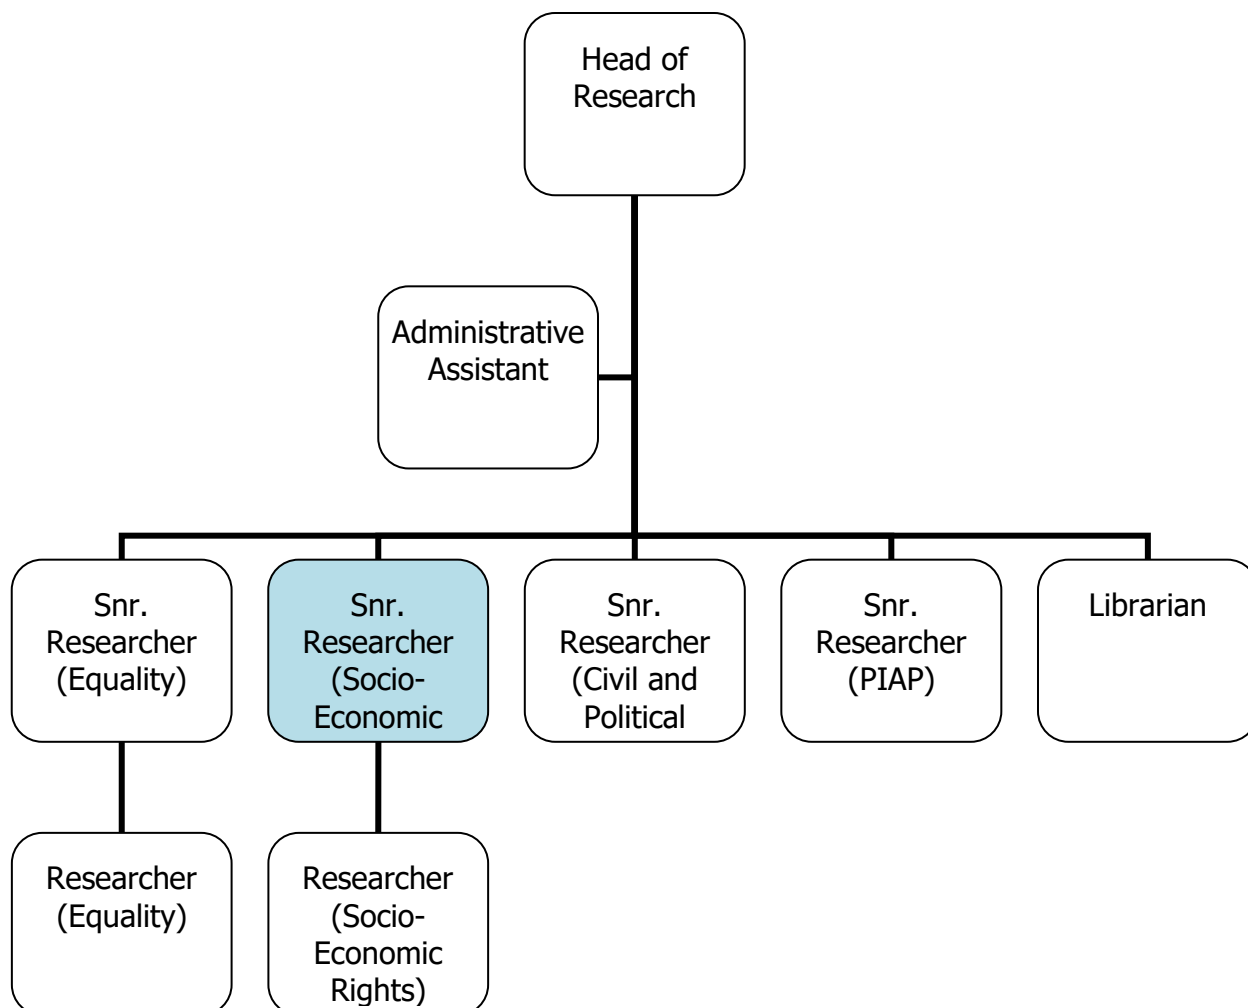 Head of
Research
Administrative
Assistant
Snr.
Researcher
(Equality)
Snr.
Researcher
(Socio-
Economic
Snr.
Researcher
(Civil and
Political
Snr.
Researcher
(PIAP)
Librarian
Researcher
(Equality)
Researcher
(Socio-
Economic
Rights)